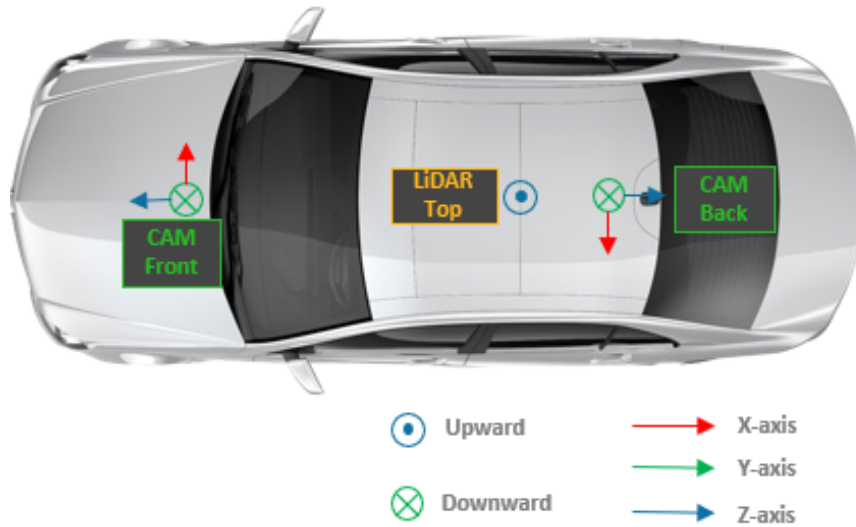 LiDAR
Top
CAM
Back
CAM
Front
Upward
X-axis
Y-axis
Downward
Z-axis